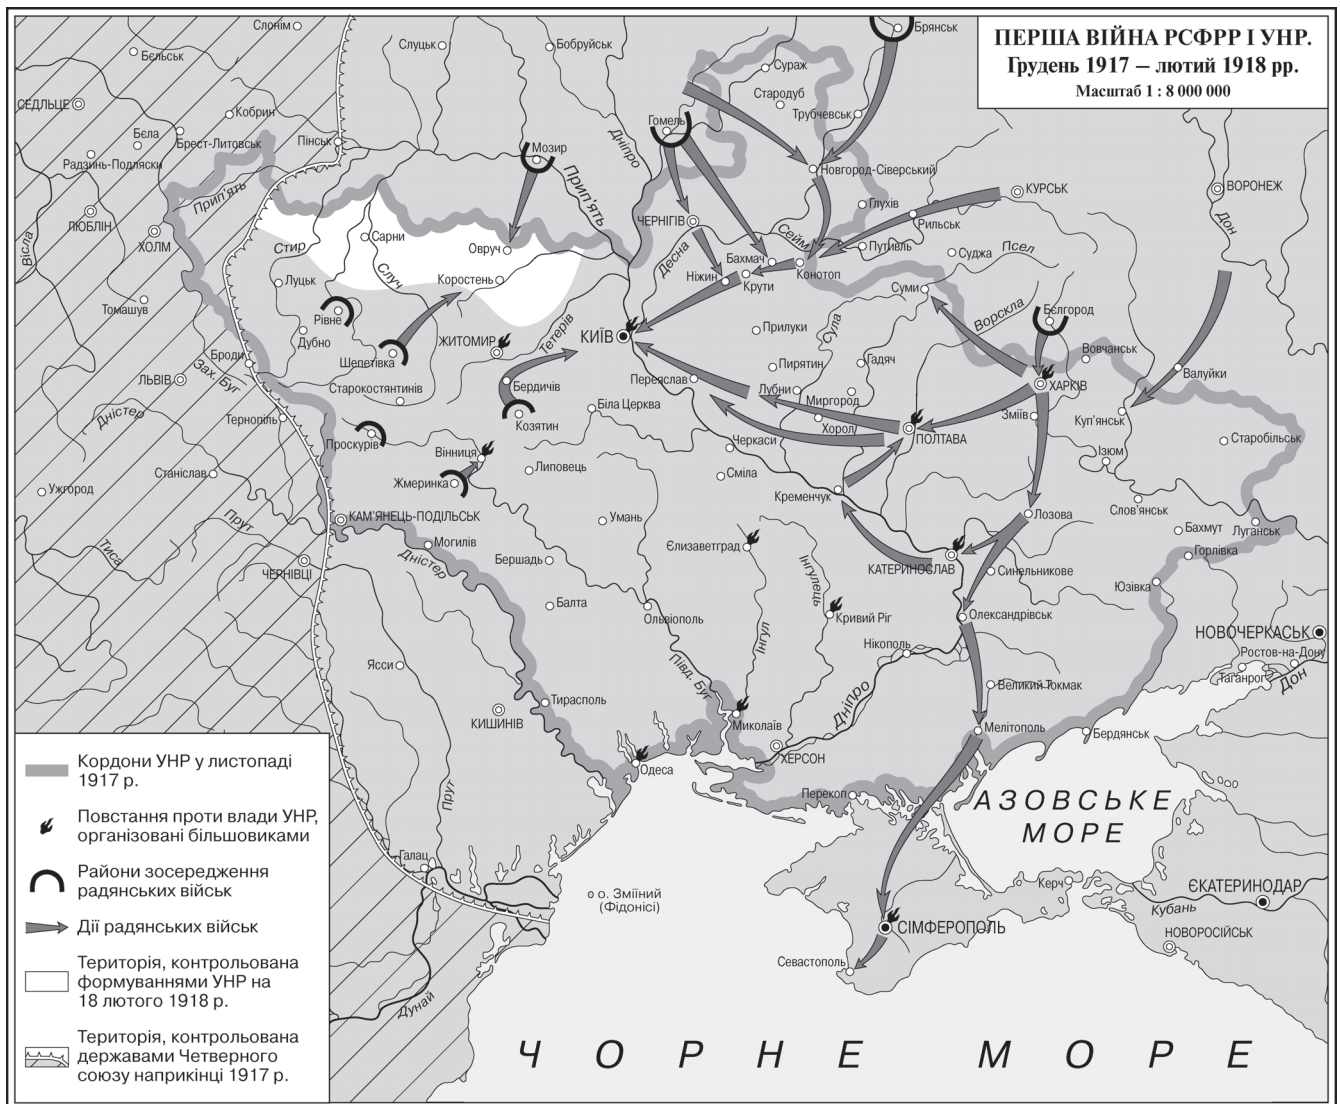 ПЕРША ВІЙНА РСФРР І УНР.
Грудень 1917 – лютий 1918 рр.
Масштаб 1 : 8 000 000
Слонім
Слуцьк
Бобруйськ
Брянськ
Бєльськ
Сураж
СЕДЛЬЦЕ
Кобрин
Стародуб
Трубчевськ
Гомель
Дніпро
Бєла
Брест-Литовськ
Пінськ
Мозир
Радзинь-Подляски
Прип'ять
Прип'ять
Новгород-Сіверський
КУРСЬК
ВОРОНЕЖ
ЛЮБЛІН
ХОЛМ
Глухів
Рильськ
Дон
ЧЕРНІГІВ
Вісла
Стир
Сарни
Овруч
Десна
Сейм
Путивль
Суджа
Псел
Бахмач
Конотоп
Луцьк
Случ
Коростень
Ніжин
Крути
Суми
Томашув
Рівне
Дубно
Шепетівка
ЖИТОМИР
Тетерів
КИЇВ
Прилуки
Сула
Ворскла
Бєлгород
Вовчанськ
Броди
Зах. Буг
ЛЬВІВ
Старокостянтинів
Бердичів
Переяслав
Пирятин
Гадяч
Лубни
Миргород
ХАРКІВ
Валуйки
Дністер
Тернопіль
Козятин
Біла Церква
Хорол
ПОЛТАВА
Зміїв
Куп'янськ
Проскурів
Вінниця
Черкаси
Старобільськ
Станіслав
Жмеринка
Липовець
Сміла
Ізюм
Ужгород
Кременчук
Слов'янськ
КАМ'ЯНЕЦЬ-ПОДІЛЬСЬК
Умань
Лозова
Бахмут
Луганськ
Прут
Тиса
Могилів
Дністер
Бершадь
Єлизаветград
Інгулець
КАТЕРИНОСЛАВ
Синельникове
Горлівка
ЧЕРНІВЦІ
Юзівка
Балта
Ольвіополь
Інгул
Кривий Ріг
Олександрівськ
НОВОЧЕРКАСЬК
Ясси
Півд. Буг
Нікополь
Ростов-на-Дону
Таганрог
Дон
Великий Токмак
Дніпро
Тирасполь
КИШИНІВ
Миколаїв
Мелітополь
Бердянськ
ХЕРСОН
Одеса
Прут
Перекоп
АЗОВСЬКЕ
МОРЕ
Галац
о. Зміїний
(Фідонісі)
Керч
ЄКАТЕРИНОДАР
Кубань
СІМФЕРОПОЛЬ
НОВОРОСІЙСЬК
Севастополь
Дунай
ЧОРНЕ МОРЕ
Кордони УНР у листопаді
1917 р.
Повстання проти влади УНР,
організовані більшовиками
Райони зосередження
радянських військ
Дії радянських військ
Територія, контрольована
формуваннями УНР на
18 лютого 1918 р.
Територія, контрольована
державами Четверного
союзу наприкінці 1917 р.